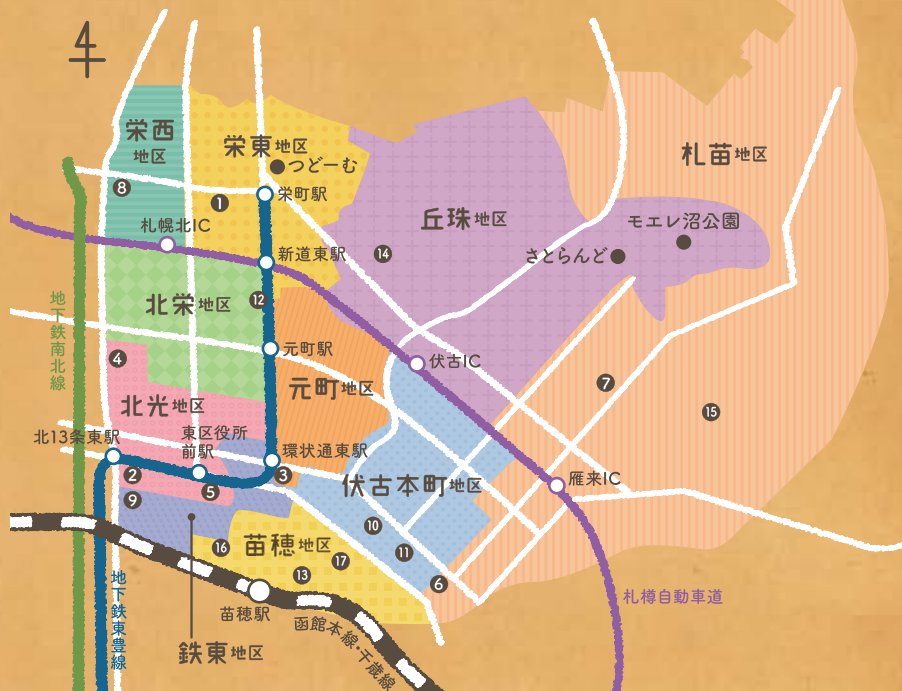 4
栄西
地区
栄東地区
つどーむ
札苗地区
8
1
栄町駅
丘珠地区
モエレ沼公園
札幌北IC
新道東駅
14
さとらんど
地下鉄南北線
北栄地区
12
元町駅
伏古IC
4
元町地区
7
北光地区
15
北13条東駅
東区役所
前駅
環状通東駅
2
3
伏古本町地区
雁来IC
9
5
10
16
苗穂地区
17
11
13
6
地下鉄東豊線
苗穂駅
札樽自動車道
函館本線・千歳線
鉄東地区